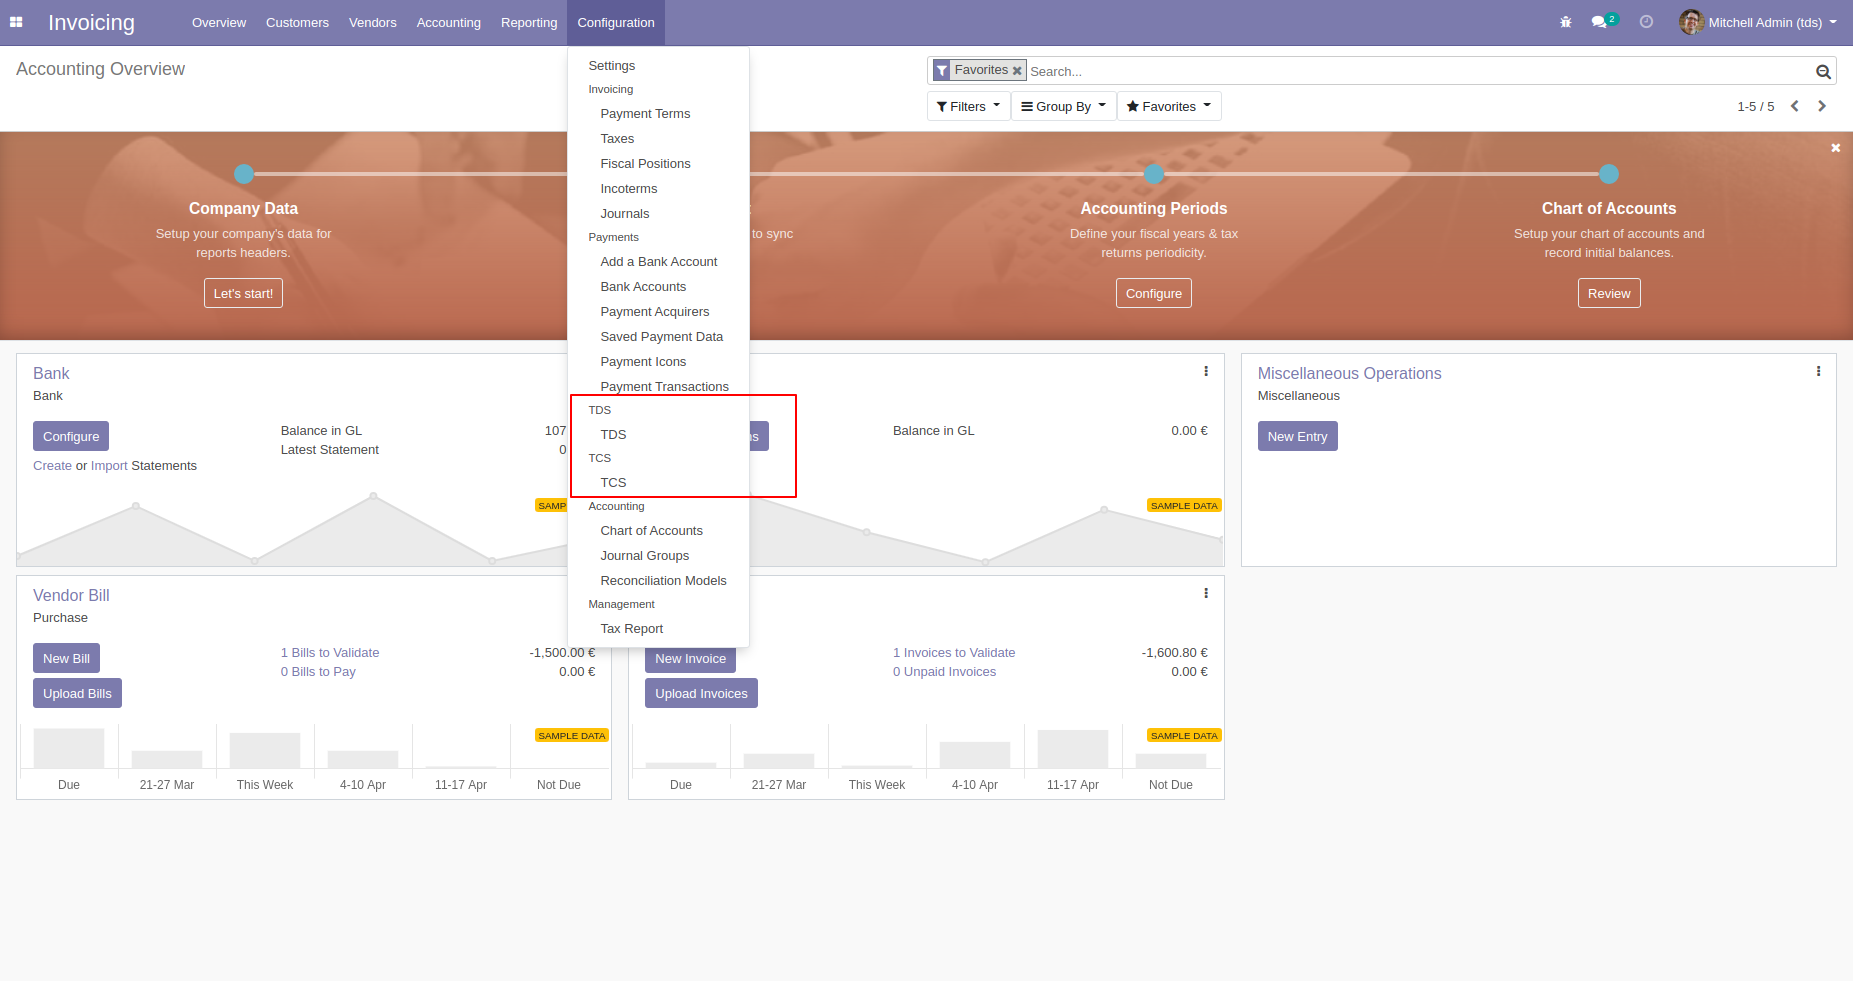 Invoicing
Overview
Customers
Vendors
Accounting
Reporting
Configuration
2
Mitchell Admin (tds)
Accounting Overview
Favorites
Search...
Filters
Group By
Favorites
1-5 / 5
Settings
Invoicing
Payment Terms
Taxes
Fiscal Positions
Incoterms
Journals
Payments
Add a Bank Account
Bank Accounts
Payment Acquirers
Saved Payment Data
Payment Icons
Payment Transactions
TDS
TDS
TCS
TCS
Accounting
Chart of Accounts
Journal Groups
Reconciliation Models
Management
Tax Report
Company Data
Setup your company's data for
reports headers.
Let's start!
to sync
Accounting Periods
Define your fiscal years & tax
returns periodicity.
Configure
Chart of Accounts
Setup your chart of accounts and
record initial balances.
Review
Bank
Bank
Configure
Create or Import Statements
Balance in GL 107
Latest Statement 0
SAMP
Balance in GL 0.00 €
SAMPLE DATA
Miscellaneous Operations
Miscellaneous
New Entry
Vendor Bill
Purchase
New Bill
Upload Bills
1 Bills to Validate -1,500.00 €
0 Bills to Pay 0.00 €
SAMPLE DATA
Due 21-27 Mar This Week 4-10 Apr 11-17 Apr Not Due
New Invoice
Upload Invoices
1 Invoices to Validate -1,600.80 €
0 Unpaid Invoices 0.00 €
SAMPLE DATA
Due 21-27 Mar This Week 4-10 Apr 11-17 Apr Not Due